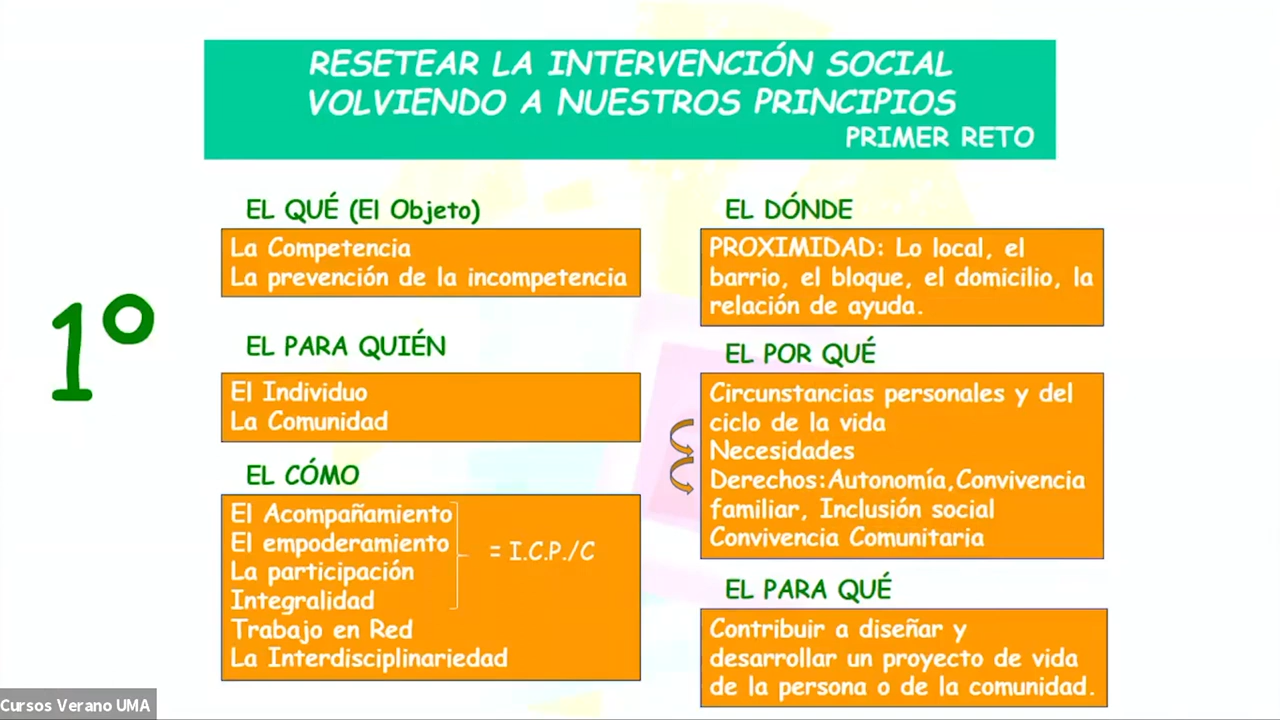 RESETEAR LA INTERVENCIÓN SOCIAL
VOLVIENDO A NUESTROS PRINCIPIOS
PRIMER RETO
1º
EL QUÉ (El Objeto)
La Competencia
La prevención de la incompetencia
EL PARA QUIÉN
El Individuo
La Comunidad
EL CÓMO
El Acompañamiento
El empoderamiento
La participación
Integralidad
= I.C.P./C
Trabajo en Red
La Interdisciplinariedad
EL DÓNDE
PROXIMIDAD: Lo local, el
barrio, el bloque, el domicilio, la
relación de ayuda.
EL POR QUÉ
Circunstancias personales y del
ciclo de la vida
Necesidades
Derechos:Autonomía,Convivencia
familiar, Inclusión social
Convivencia Comunitaria
EL PARA QUÉ
Contribuir a diseñar y
desarrollar un proyecto de vida
de la persona o de la comunidad.
Cursos Verano UMA